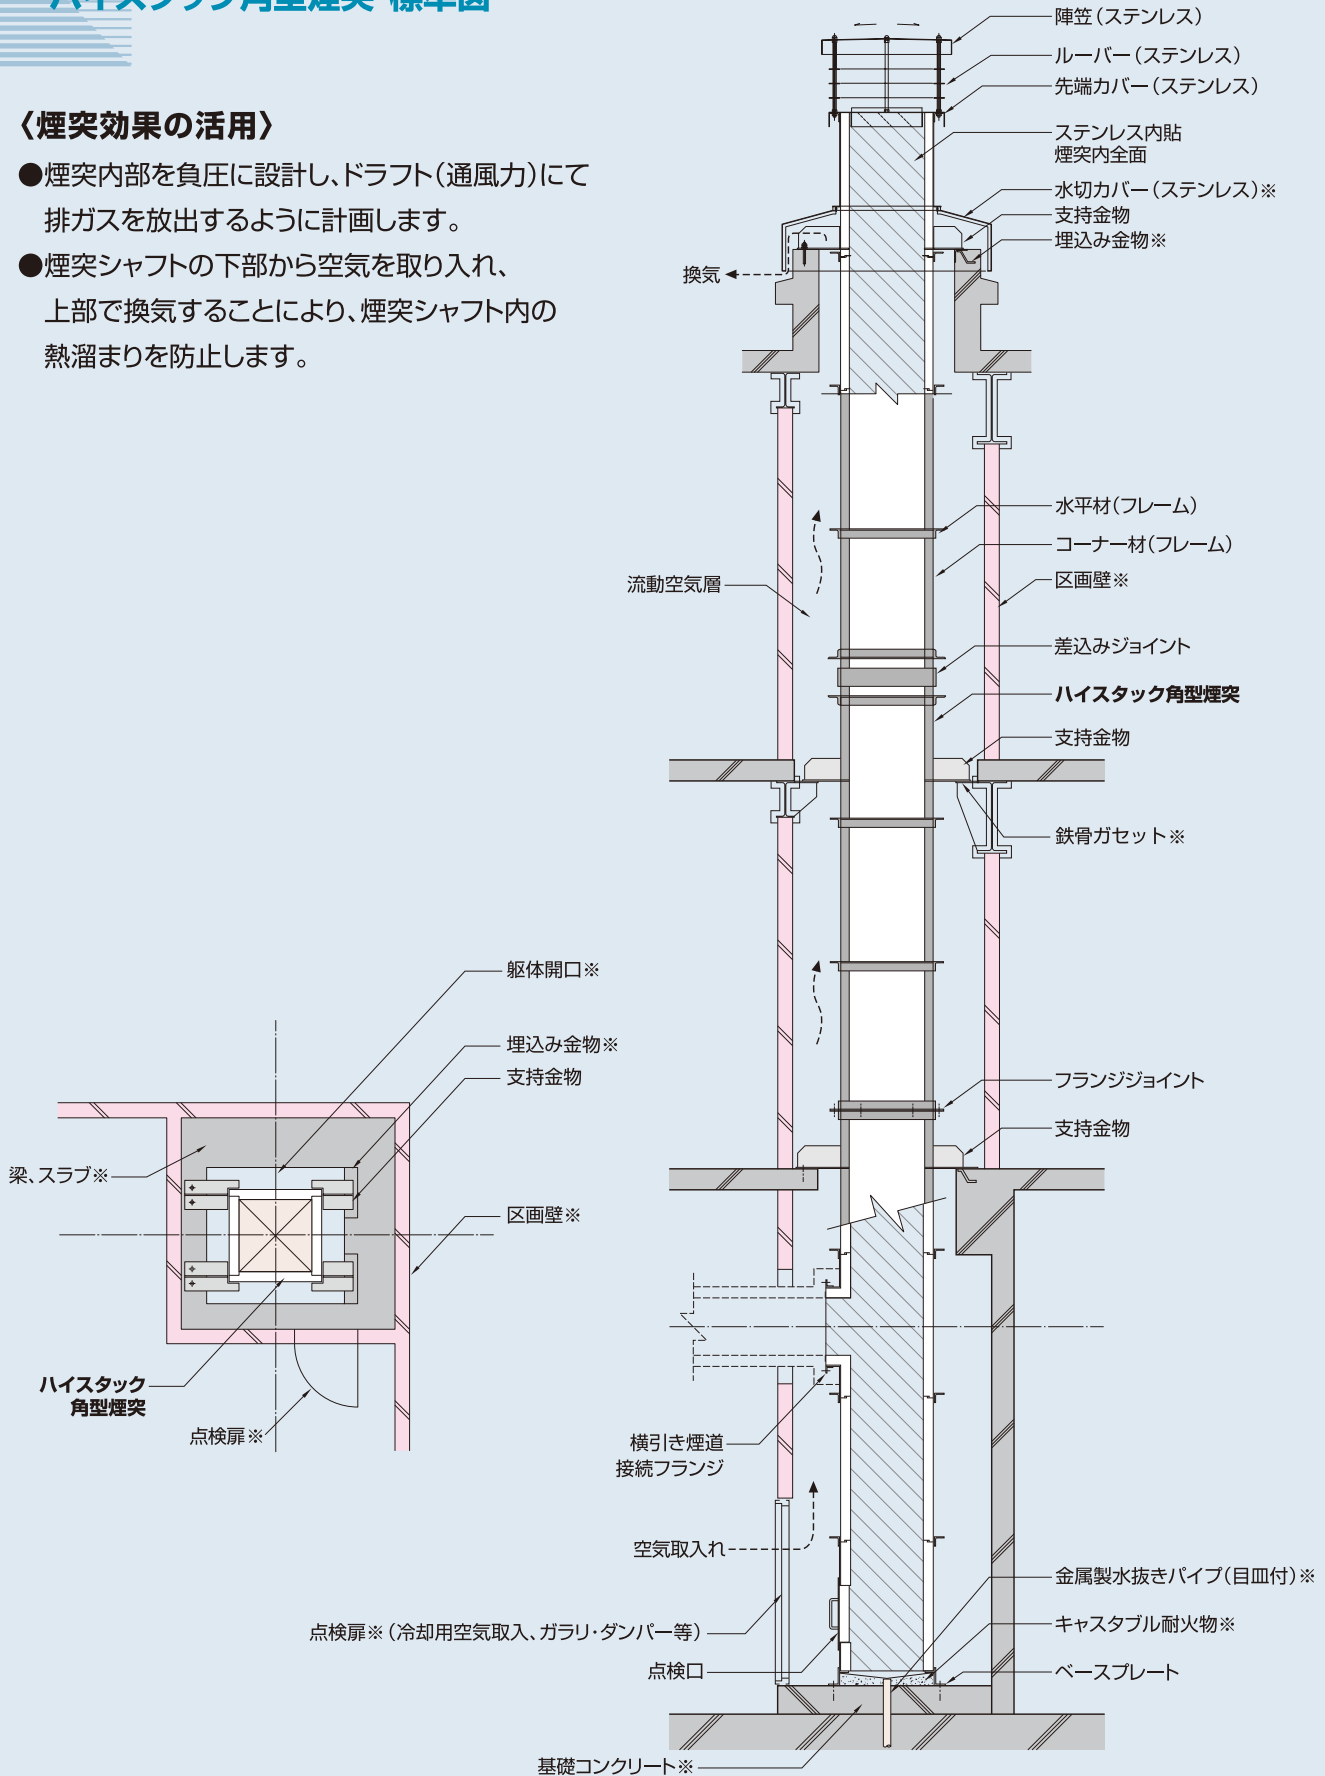 ハイスタック角型煙突 標準図
〈煙突効果の活用〉
●煙突内部を負圧に設計し、ドラフト(通風力)にて
排ガスを放出するように計画します。
●煙突シャフトの下部から空気を取り入れ、
上部で換気することにより、煙突シャフト内の
熱溜まりを防止します。
陣笠(ステンレス)
ルーバー(ステンレス)
先端カバー(ステンレス)
ステンレス内貼
煙突内全面
水切カバー(ステンレス)※
支持金物
埋込み金物※
換気
水平材(フレーム)
コーナー材(フレーム)
区画壁※
流動空気層
差込みジョイント
ハイスタック角型煙突
支持金物
鉄骨ガセット※
フランジジョイント
支持金物
横引き煙道
接続フランジ
空気取入れ
点検扉※(冷却用空気取入、ガラリ・ダンパー等)
点検口
金属製水抜きパイプ(目皿付)※
キャスタブル耐火物※
ベースプレート
基礎コンクリート※
躯体開口※
埋込み金物※
支持金物
梁、スラブ※
区画壁※
ハイスタック
角型煙突
点検扉※